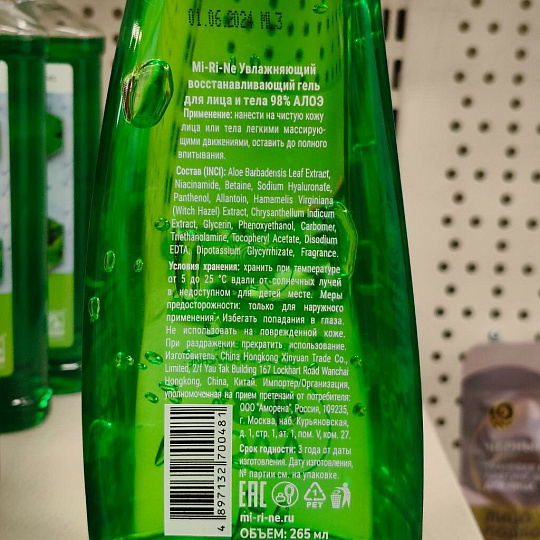 01.06.2024 ML3
Mi-Ri-Ne Увлажняющий
восстанавливающий гель
для лица и тела 98% АЛОЭ
Применение: нанести на чистую кожу
лица или тела легкими массирую-
щими движениями, оставить до полного
впитывания.
Состав (INCI): Aloe Barbadensis Leaf Extract,
Niacinamide, Betaine, Sodium Hyaluronate,
Panthenol, Allantoin, Hamamelis Virginiana
(Witch Hazel) Extract, Chrysanthellum Indicum
Extract, Glycerin, Phenoxyethanol, Carbomer,
Triethanolamine, Tocopheryl Acetate, Disodium
EDTA, Dipotassium Glycyrrhizate, Fragrance.
Условия хранения: хранить при температуре
от 5 до 25 °C вдали от солнечных лучей
в недоступном для детей месте. Меры
предосторожности: только для наружного
применения. Избегать попадания в глаза.
Не использовать на поврежденной коже.
При раздражении прекратить использование.
Изготовитель: China Hongkong Xinyuan Trade Co.,
Limited, 2/f Yau Tak Building 167 Lockhart Road Wanchai
Hongkong, China, Китай. Импортер/Организация,
уполномоченная на прием претензий от потребителя:
ООО "Аморена", Россия, 109235,
г. Москва, наб. Курьяновская,
д. 1, стр. 1, эт. 1, пом. V, ком. 27.
Срок годности: 3 года от даты
изготовления. Дату изготовления,
№ партии см. на упаковке.
4 897132 700481
EAC
1
PET
mi-ri-ne.ru
ОБЪЕМ: 265 мл